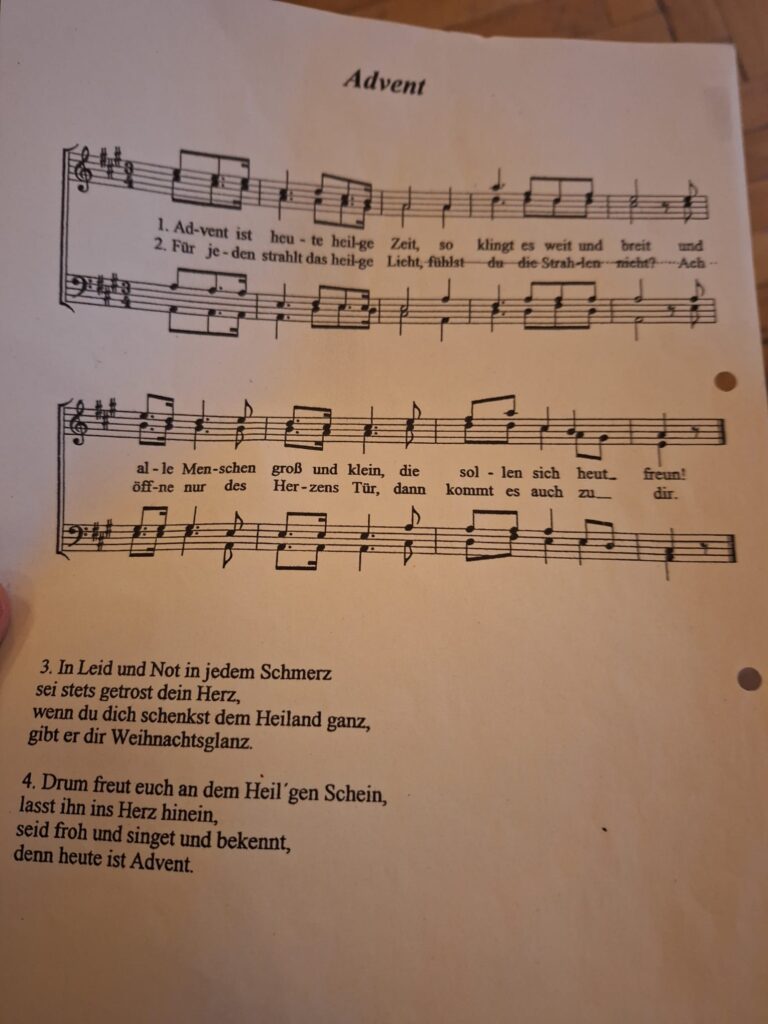 Advent
1. Ad-vent ist heu - te heil-ge Zeit, so klingt es weit und breit und
2. Für je-den strahlt das heil-ge Licht, fühlst du die Strah-len nicht? Ach
al - le Men-schen groß und klein, die sol - len sich heut_ freun!
öff-ne nur des Her-zens Tür, dann kommt es auch zu_ dir.
3. In Leid und Not in jedem Schmerz
sei stets getrost dein Herz,
wenn du dich schenkst dem Heiland ganz,
gibt er dir Weihnachtsglanz.
4. Drum freut euch an dem Heil´gen Schein,
lasst ihn ins Herz hinein,
seid froh und singet und bekennt,
denn heute ist Advent.